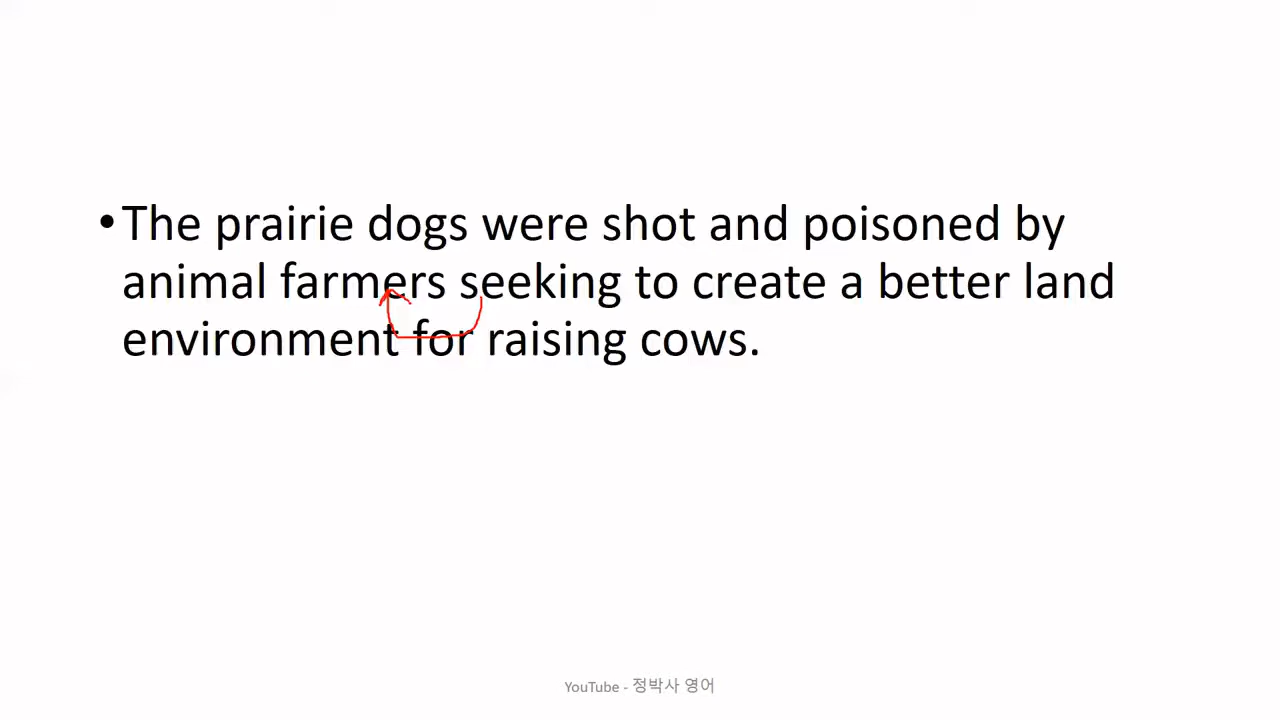 •The prairie dogs were shot and poisoned by
animal farmers seeking to create a better land
environment for raising cows.
YouTube - 정박사 영어